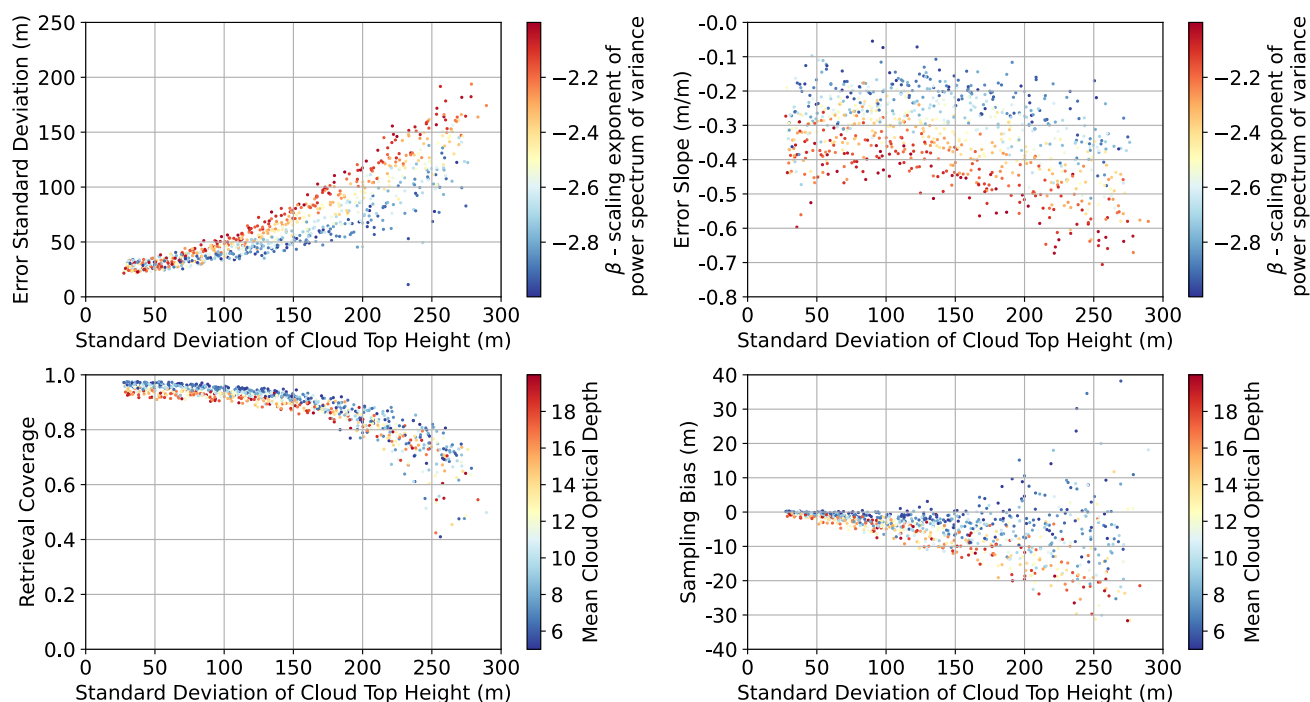 250
200
150
100
50
0
Error Standard Deviation (m)
0 50 100 150 200 250 300
Standard Deviation of Cloud Top Height (m)
−2.2
−2.4
−2.6
−2.8
β - scaling exponent of
power spectrum of variance
-0.0
-0.1
-0.2
-0.3
-0.4
-0.5
-0.6
-0.7
-0.8
Error Slope (m/m)
0 50 100 150 200 250 300
Standard Deviation of Cloud Top Height (m)
−2.2
−2.4
−2.6
−2.8
β - scaling exponent of
power spectrum of variance
1.0
0.8
0.6
0.4
0.2
0.0
Retrieval Coverage
0 50 100 150 200 250 300
Standard Deviation of Cloud Top Height (m)
18
16
14
12
10
8
6
Mean Cloud Optical Depth
40
30
20
10
0
-10
-20
-30
-40
Sampling Bias (m)
0 50 100 150 200 250 300
Standard Deviation of Cloud Top Height (m)
18
16
14
12
10
8
6
Mean Cloud Optical Depth